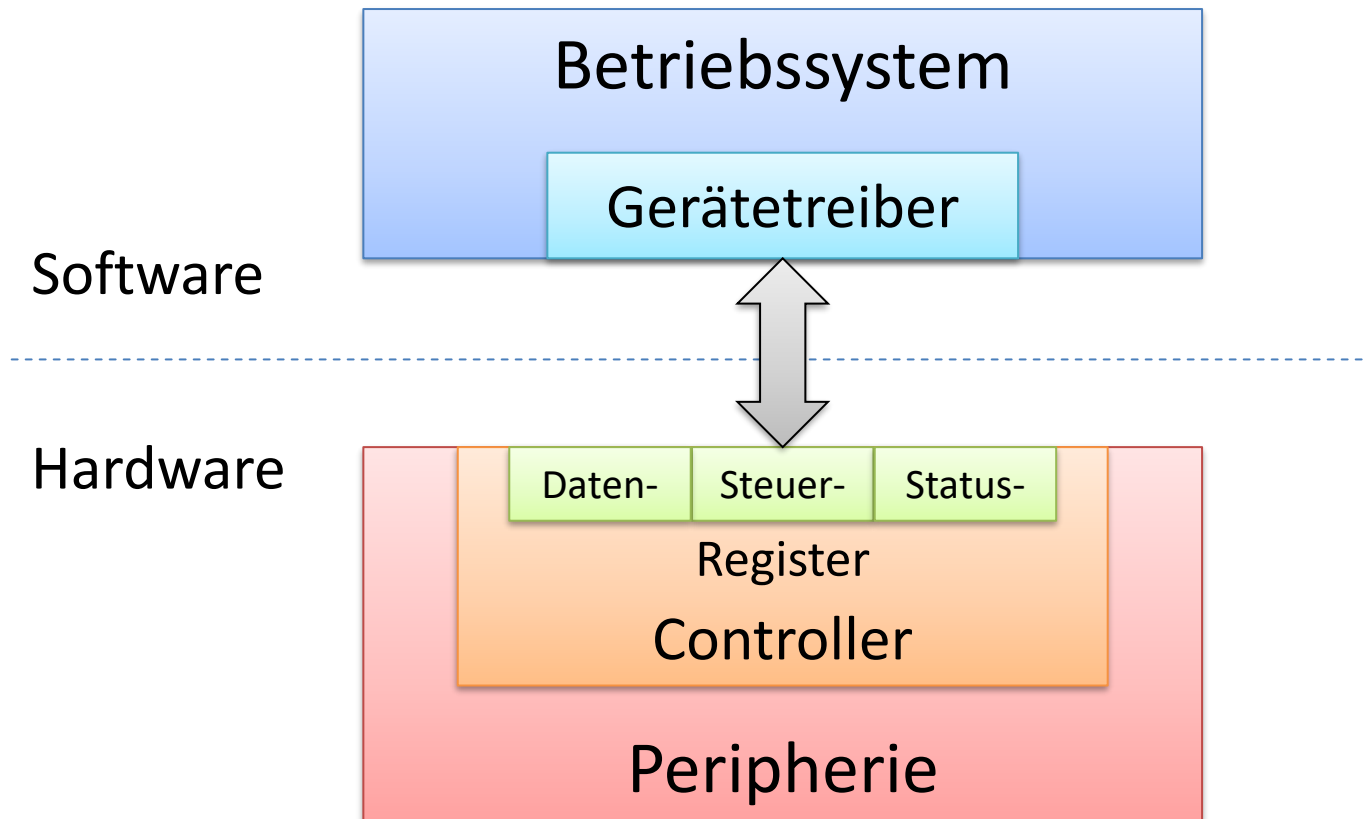 Betriebssystem
Gerätetreiber
Software
Hardware
Daten-
Steuer-
Status-
Register
Controller
Peripherie